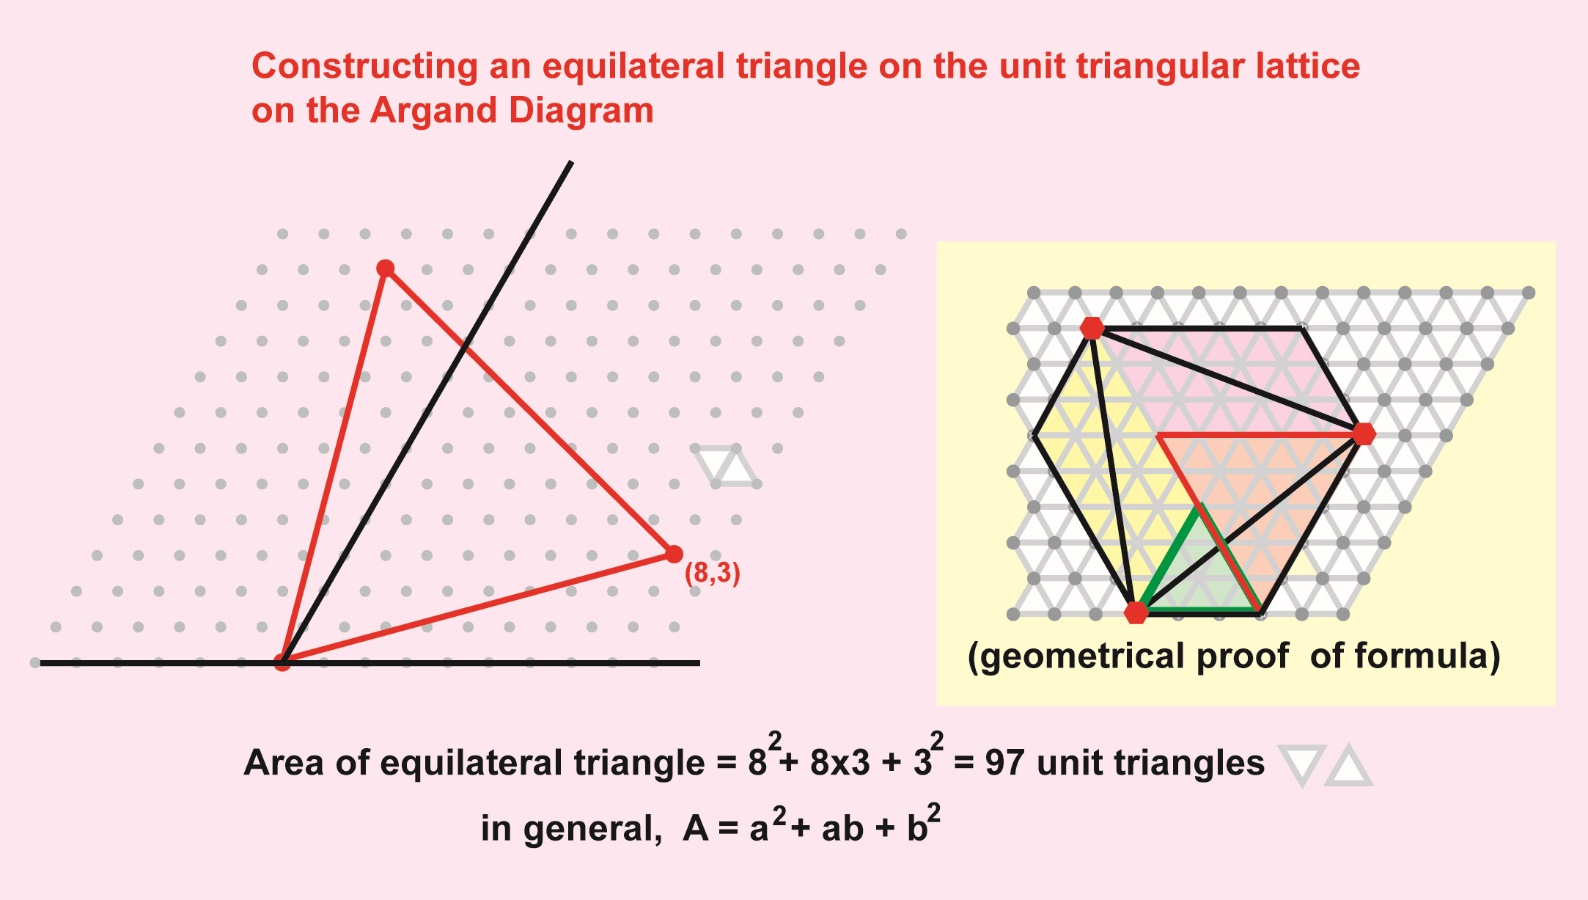 Constructing an equilateral triangle on the unit triangular lattice
on the Argand Diagram
(8,3)
(geometrical proof of formula)
Area of equilateral triangle = 8²+ 8x3 + 3² = 97 unit triangles
in general, A = a²+ ab + b²